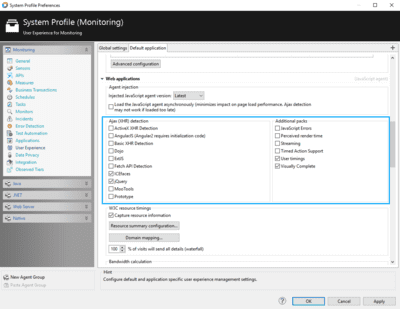 System Profile Preferences
System Profile (Monitoring)
User Experience for Monitoring
Monitoring
General
Sensors
APIs
Measures
Business Transactions
Schedules
Tasks
Monitors
Incidents
Error Detection
Test Automation
Applications
User Experience
Data Privacy
Integration
Observed Tiers
Java
.NET
Web Server
Native
New Agent Group
Paste Agent Group
Global settings
Default application
Advanced configuration
Web applications
JavaScript agent
Agent injection
Injected JavaScript agent version:
Latest
Load the JavaScript agent asynchronously (minimizes impact on page load performance. Ajax detection
may not work if loaded too late)
Ajax (XHR) detection
ActiveX XHR Detection
AngularJS (Angular2 requires initialization code)
Basic XHR Detection
Dojo
ExtJS
Fetch API Detection
ICEfaces
jQuery
MooTools
Prototype
Additional packs
JavaScript Errors
Perceived render time
Streaming
Timed Action Support
User timings
Visually Complete
W3C resource timings
Capture resource information
Resource summary configuration...
Domain mapping...
100
% of visits will send all details (waterfall)
Bandwidth calculation
Hint:
Configure default and application specific user experience management settings.
OK
Cancel
Apply